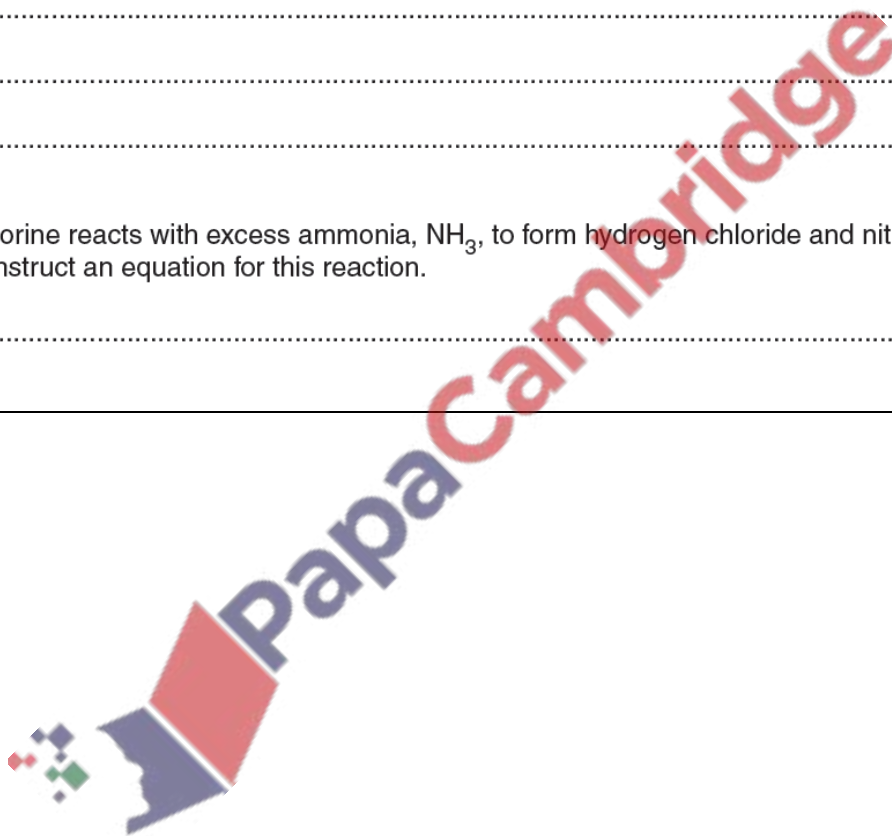 orine reacts with excess ammonia, NH3, to form hydrogen chloride and nit
nstruct an equation for this reaction.
PapaCambridge